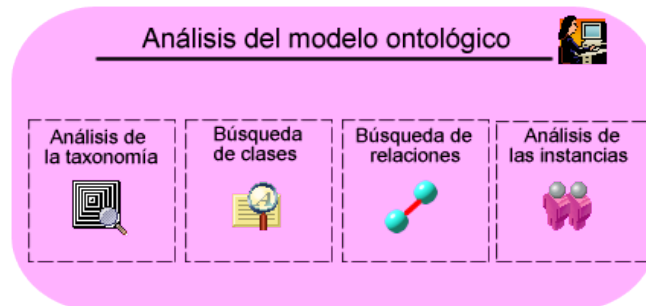 Análisis del modelo ontológico
Análisis de
la taxonomía
Búsqueda
de clases
Búsqueda de
relaciones
Análisis de
las instancias